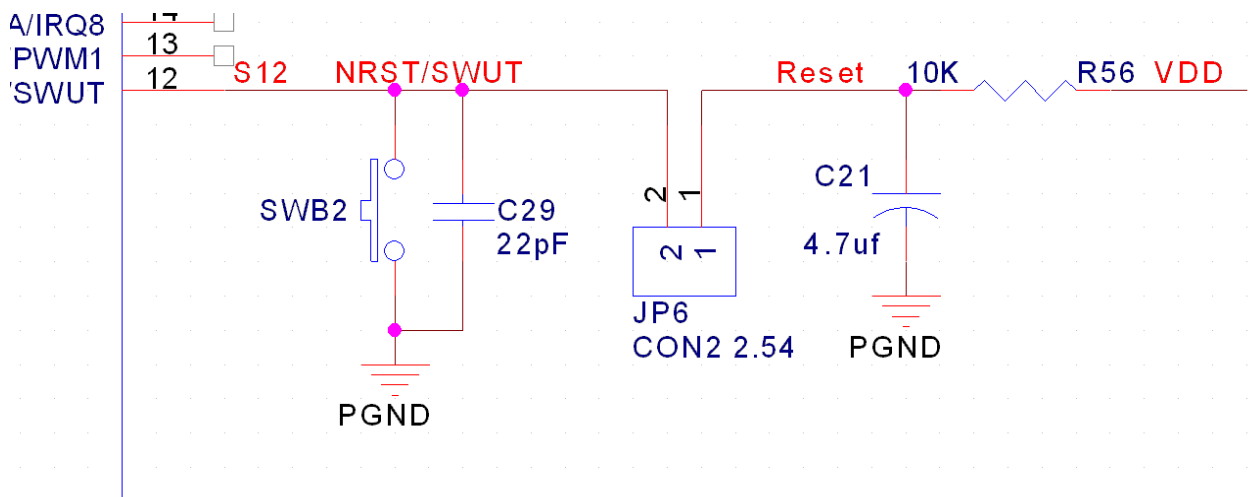 14
A/IRQ8
13
/PWM1
12 S12 NRST/SWUT Reset 10K R56 VDD
/SWUT
2 1
C21
SWB2 C29
22pF 2 1 4.7uf
JP6
CON2 2.54 PGND
PGND